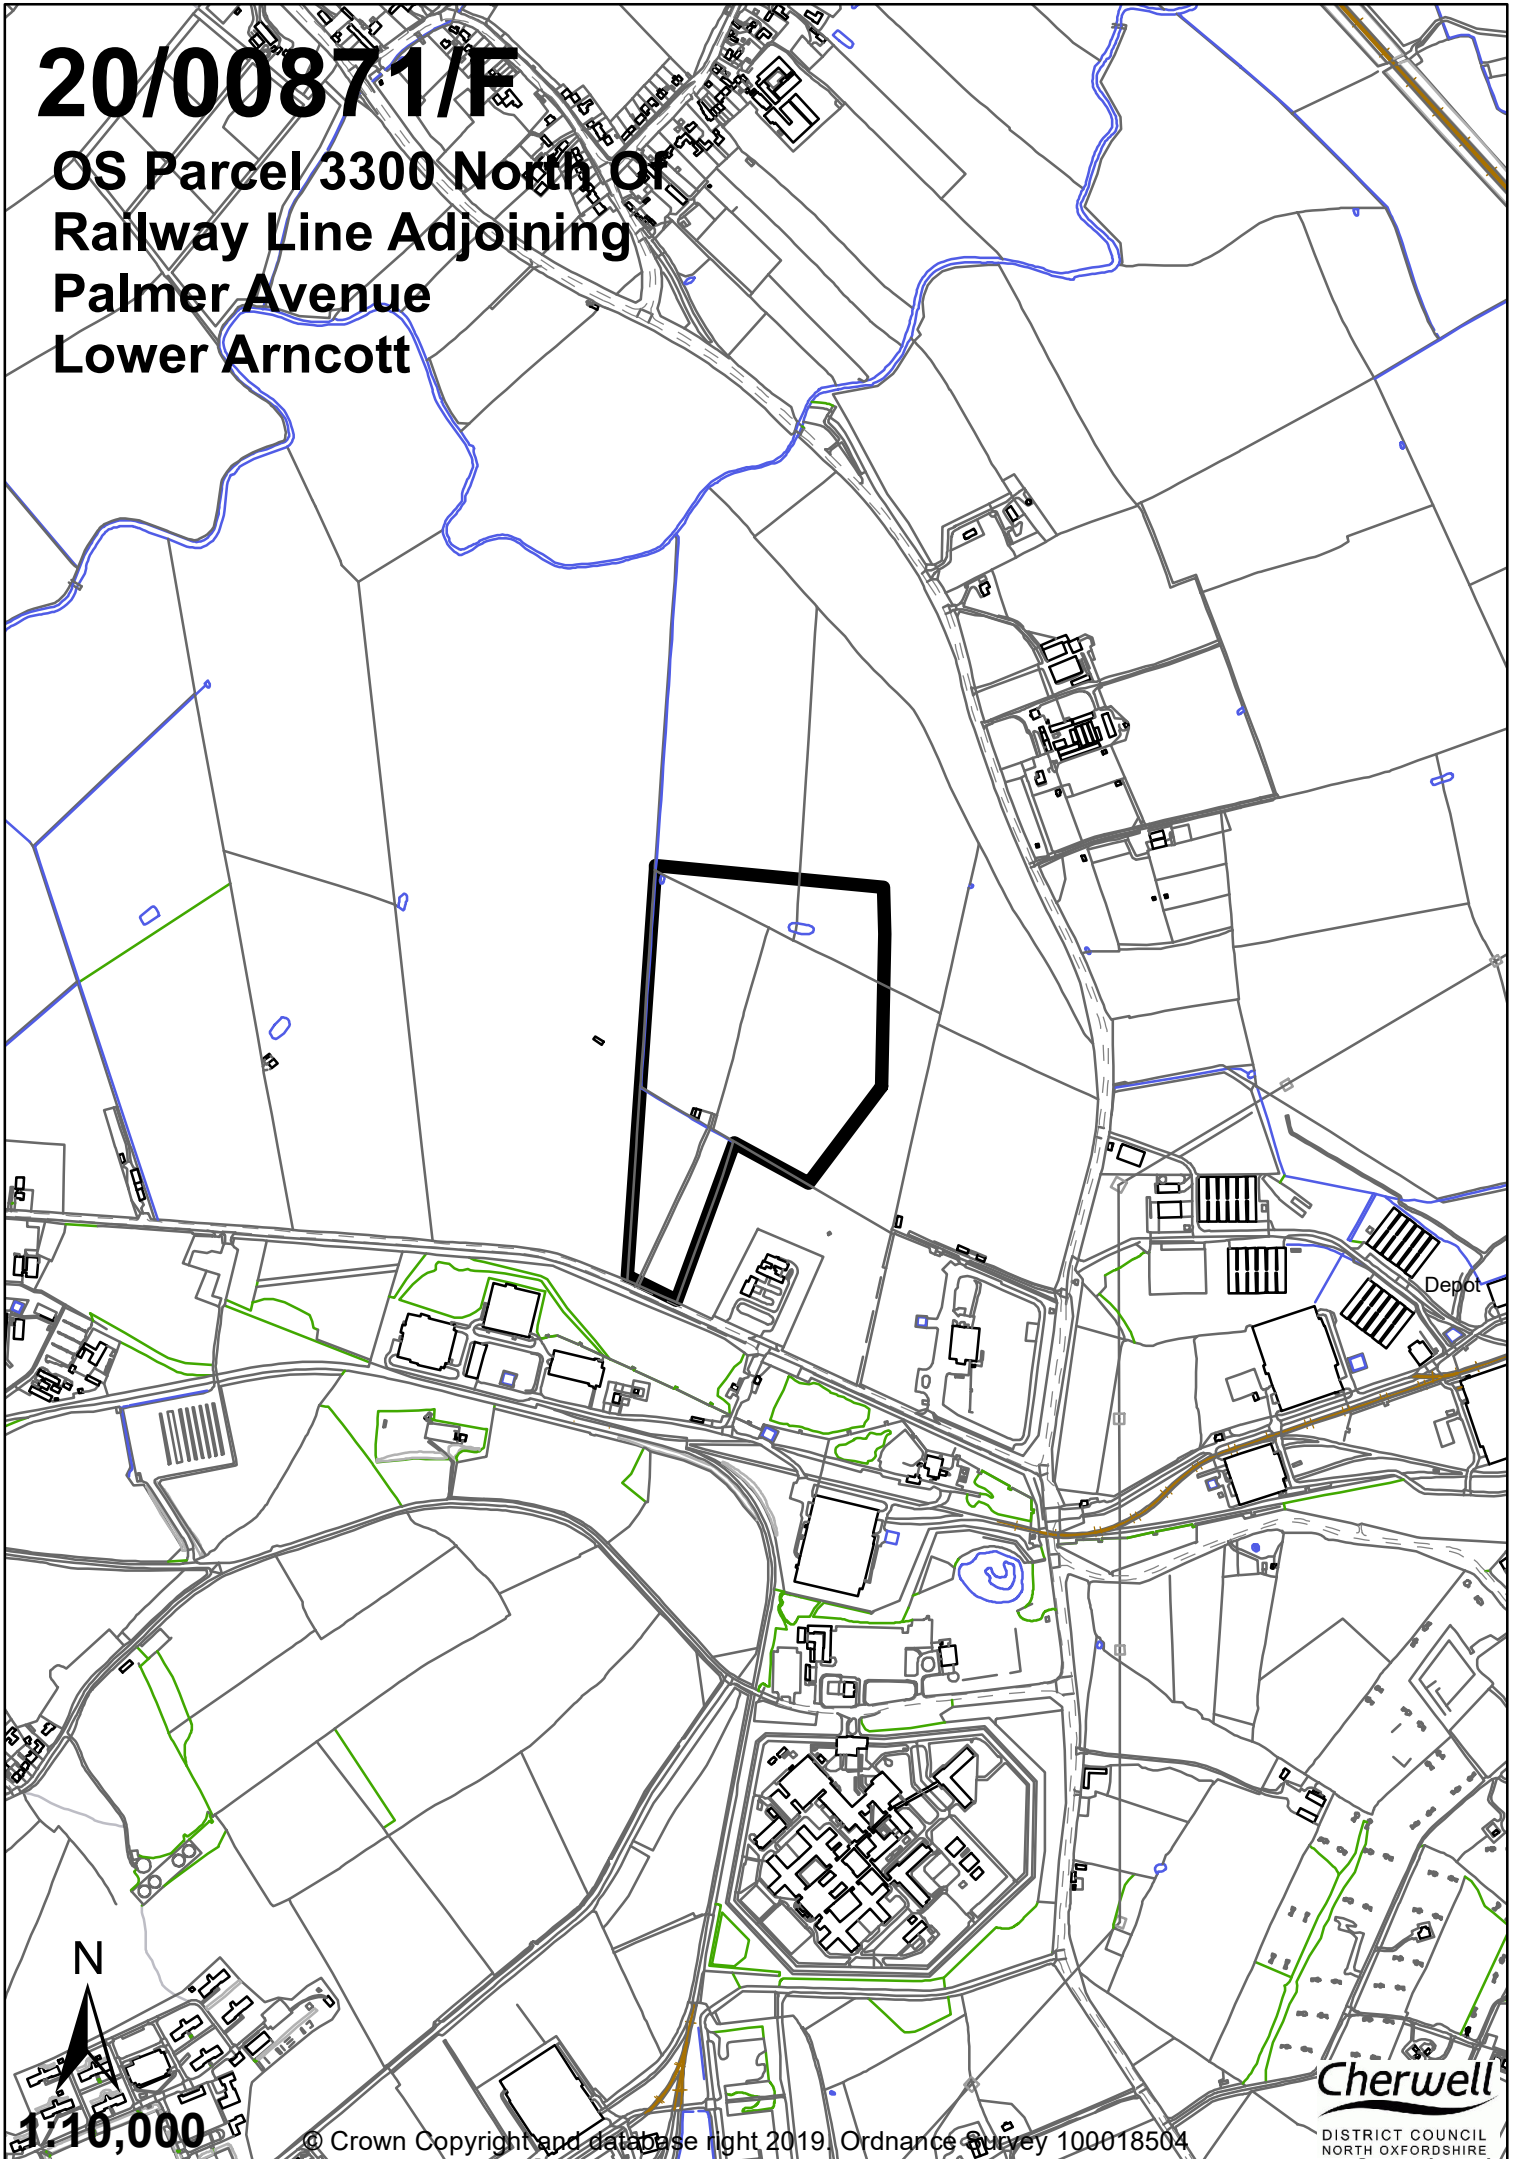 20/00871/F
OS Parcel 3300 North Of
Railway Line Adjoining
Palmer Avenue
Lower Arncott
Depot
N
1:10,000
© Crown Copyright and database right 2019. Ordnance Survey 100018504
Cherwell
DISTRICT COUNCIL
NORTH OXFORDSHIRE